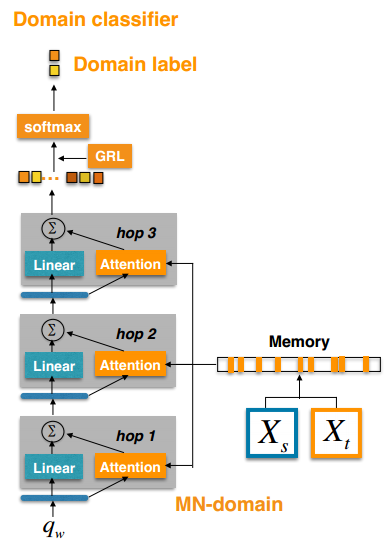 Domain classifier
Domain label
softmax
GRL
Σ
hop 3
Linear
Attention
Σ
hop 2
Linear
Attention
Memory
Σ
hop 1
Linear
Attention
X_s
X_t
MN-domain
q_w